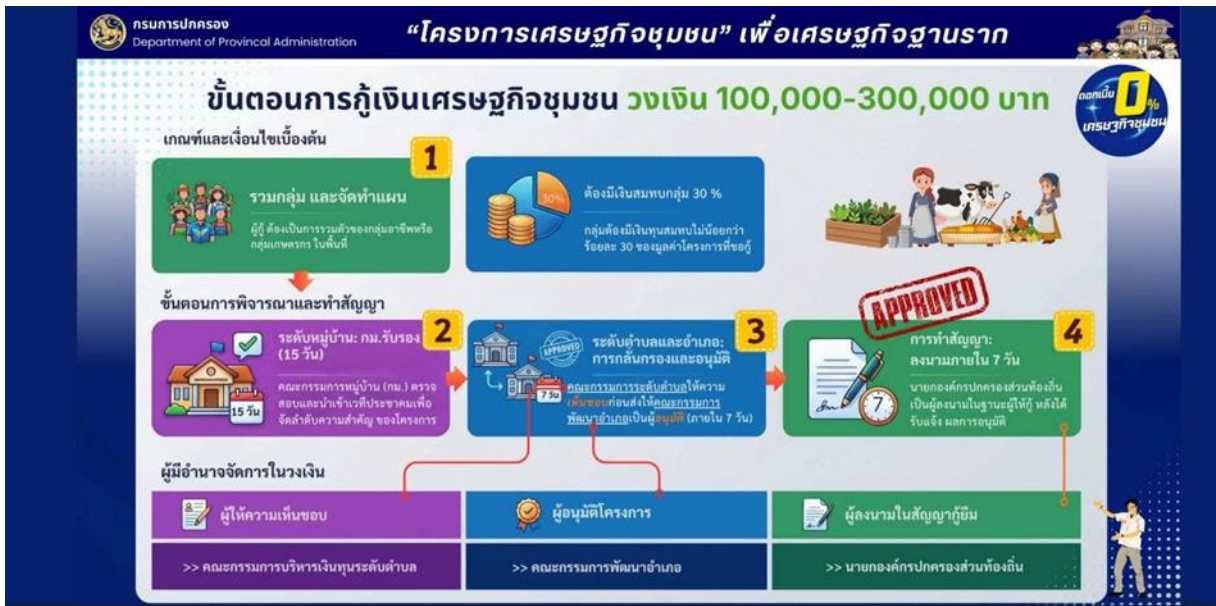 กรมการปกครอง
Department of Provincal Administration
“โครงการเศรษฐกิจชุมชน” เพื่อเศรษฐกิจฐานราก
ขั้นตอนการกู้เงินเศรษฐกิจชุมชน วงเงิน 100,000-300,000 บาท
ดอกเบี้ย 0%
เศรษฐกิจชุมชน
เกณฑ์และเงื่อนไขเบื้องต้น
1
รวมกลุ่ม และจัดทำแผน
ผู้กู้ ต้องเป็นการรวมตัวของกลุ่มอาชีพหรือ
กลุ่มเกษตรกร ในพื้นที่
30%
ต้องมีเงินสมทบกลุ่ม 30 %
กลุ่มต้องมีเงินทุนสมทบไม่น้อยกว่า
ร้อยละ 30 ของมูลค่าโครงการที่ขอกู้
ขั้นตอนการพิจารณาและทำสัญญา
2
ระดับหมู่บ้าน: กม.รับรอง
(15 วัน)
15 วัน
คณะกรรมการหมู่บ้าน (กม.) ตรวจ
สอบและนำเข้าเวทีประชาคมเพื่อ
จัดลำดับความสำคัญ ของโครงการ
3
APPROVED
ระดับตำบลและอำเภอ:
การกลั่นกรองและอนุมัติ
7 วัน
คณะกรรมการระดับตำบลให้ความ
เห็นชอบก่อนส่งให้คณะกรรมการ
พัฒนาอำเภอเป็นผู้อนุมัติ (ภายใน 7 วัน)
APPROVED
4
การทำสัญญา:
ลงนามภายใน 7 วัน
7
นายกองค์กรปกครองส่วนท้องถิ่น
เป็นผู้ลงนามในฐานะผู้ให้กู้ หลังได้
รับแจ้ง ผลการอนุมัติ
ผู้มีอำนาจจัดการในวงเงิน
ผู้ให้ความเห็นชอบ
ผู้อนุมัติโครงการ
ผู้ลงนามในสัญญากู้ยืม
>> คณะกรรมการบริหารเงินทุนระดับตำบล
>> คณะกรรมการพัฒนาอำเภอ
>> นายกองค์กรปกครองส่วนท้องถิ่น